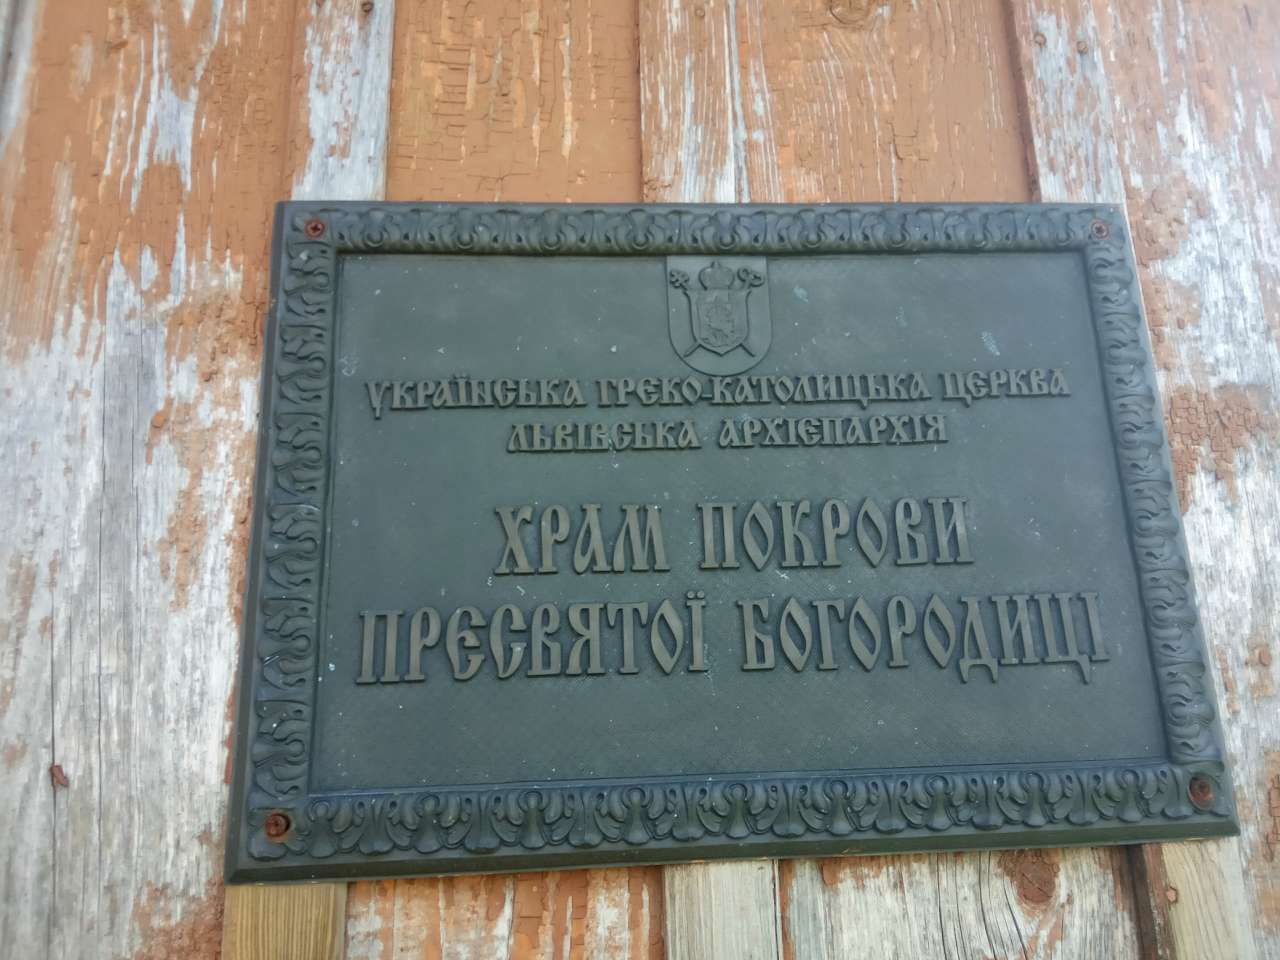 УКРАЇНСЬКА ГРЕКО-КАТОЛИЦЬКА ЦЕРКВА
ЛЬВІВСЬКА АРХІЄПАРХІЯ
ХРАМ ПОКРОВИ
ПРЕСВЯТОЇ БОГОРОДИЦІ